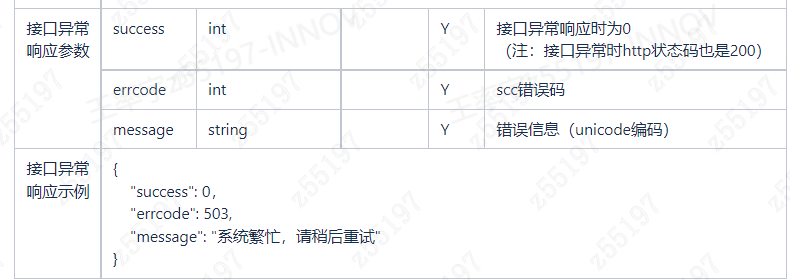 接口异常响应参数 success int Y 接口异常响应时为0
（注：接口异常时http状态码也是200）
errcode int Y scc错误码
message string Y 错误信息（unicode编码）
接口异常响应示例 {
"success": 0,
"errcode": 503,
"message": "系统繁忙，请稍后重试"
}